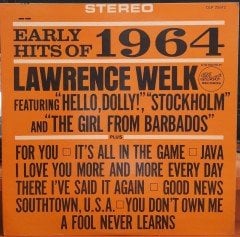 STEREO
EARLY
HITS OF 1964
LAWRENCE WELK
FEATURING "HELLO, DOLLY!," "STOCKHOLM"
AND "THE GIRL FROM BARBADOS"
PLUS
FOR YOU □ IT'S ALL IN THE GAME □ JAVA
I LOVE YOU MORE AND MORE EVERY DAY
THERE I'VE SAID IT AGAIN □ GOOD NEWS
SOUTHTOWN, U.S.A. □ YOU DON'T OWN ME
A FOOL NEVER LEARNS